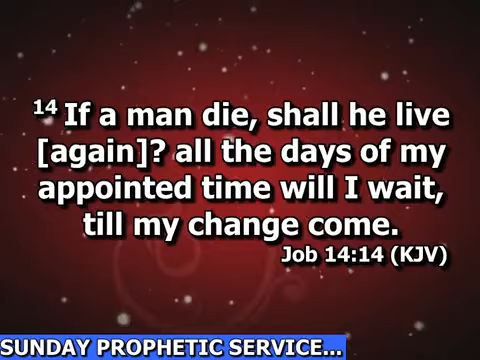 14 If a man die, shall he live
[again]? all the days of my
appointed time will I wait,
till my change come.
Job 14:14 (KJV)
SUNDAY PROPHETIC SERVICE...